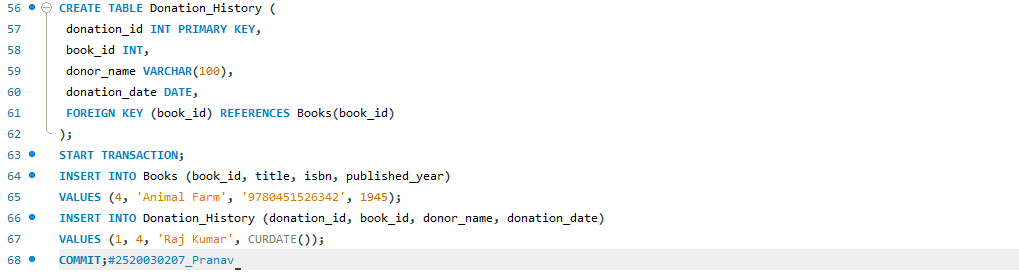 56 CREATE TABLE Donation_History (
57 donation_id INT PRIMARY KEY,
58 book_id INT,
59 donor_name VARCHAR(100),
60 donation_date DATE,
61 FOREIGN KEY (book_id) REFERENCES Books(book_id)
62 );
63 START TRANSACTION;
64 INSERT INTO Books (book_id, title, isbn, published_year)
65 VALUES (4, 'Animal Farm', '9780451526342', 1945);
66 INSERT INTO Donation_History (donation_id, book_id, donor_name, donation_date)
67 VALUES (1, 4, 'Raj Kumar', CURDATE());
68 COMMIT;#2520030207_Pranav